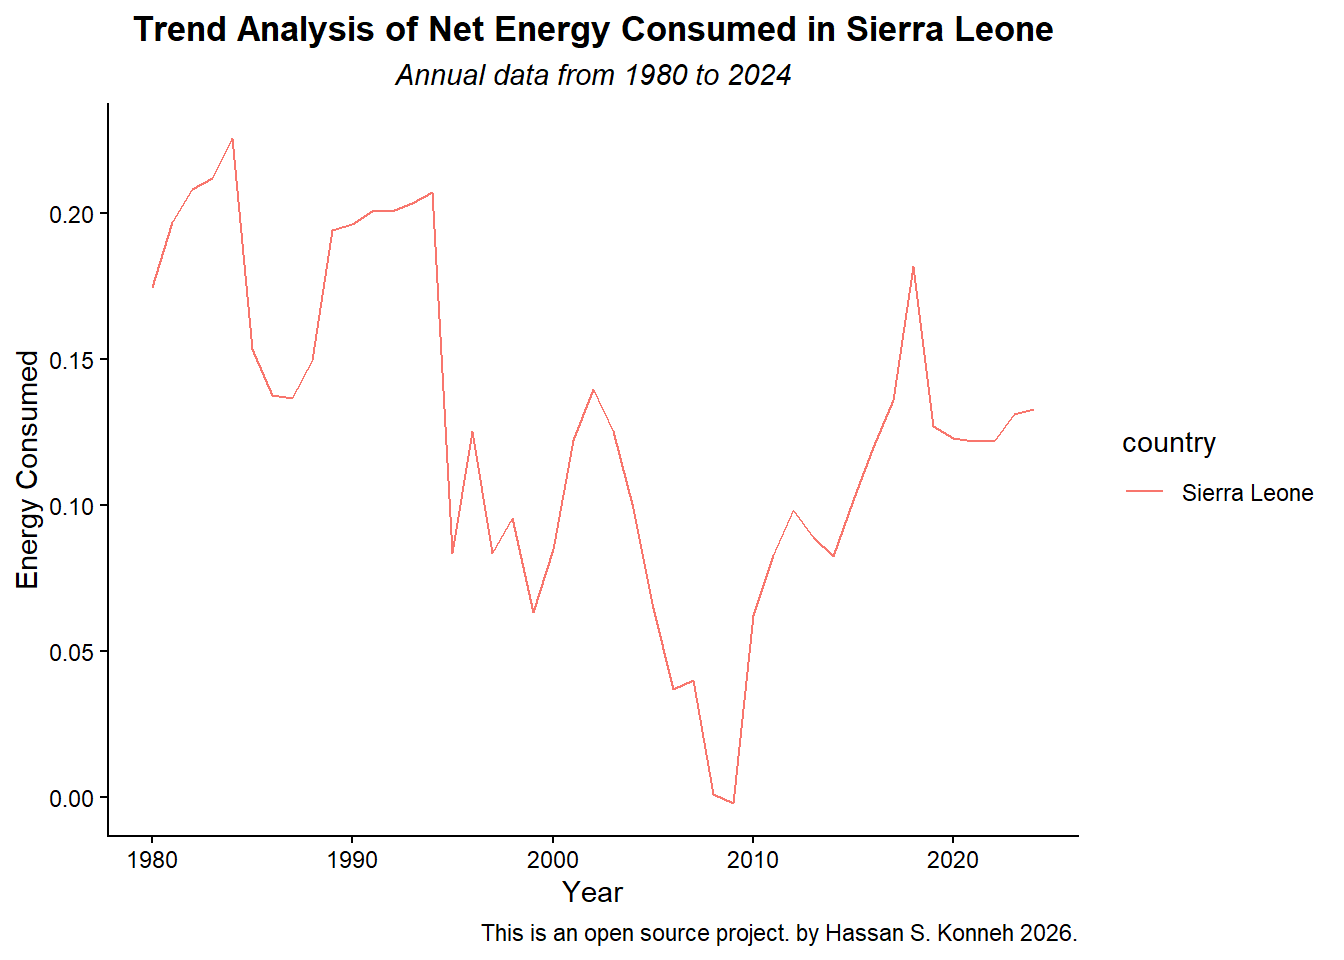 Trend Analysis of Net Energy Consumed in Sierra Leone
Annual data from 1980 to 2024
Energy Consumed
0.20
0.15
0.10
0.05
0.00
1980 1990 2000 2010 2020
Year
country
Sierra Leone
This is an open source project. by Hassan S. Konneh 2026.